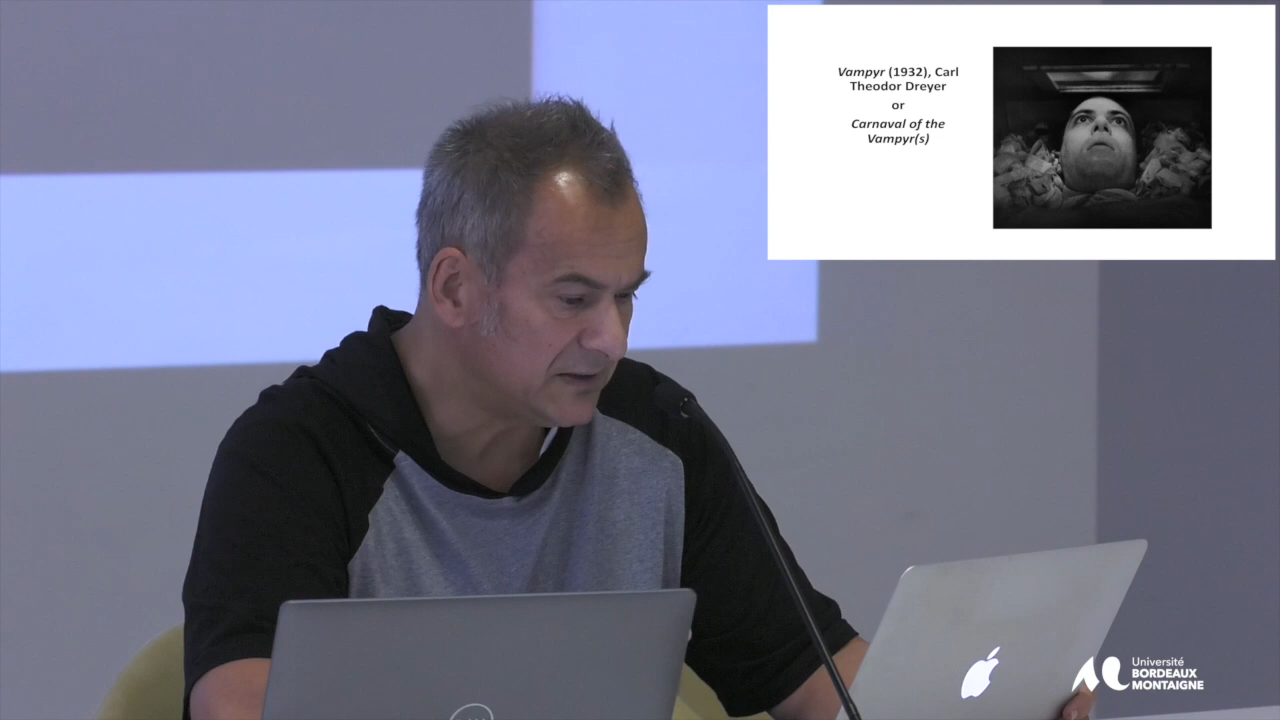 Vampyr (1932), Carl
Theodor Dreyer
or
Carnaval of the
Vampyr(s)
Université
BORDEAUX
MONTAIGNE